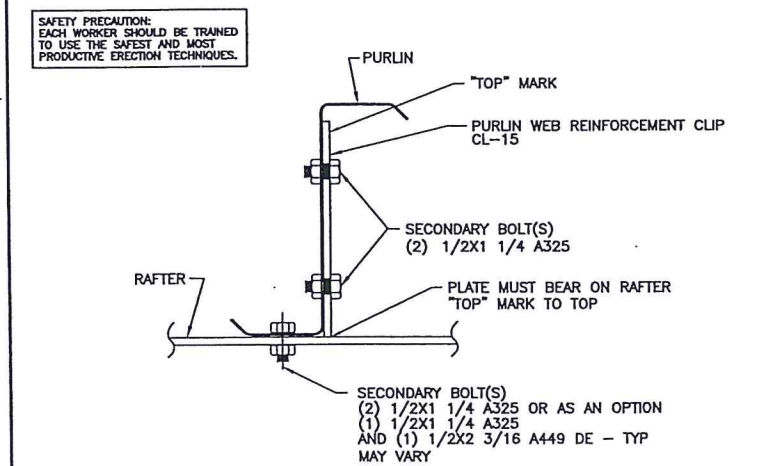 SAFETY PRECAUTION:
EACH WORKER SHOULD BE TRAINED
TO USE THE SAFEST AND MOST
PRODUCTIVE ERECTION TECHNIQUES.
PURLIN
"TOP" MARK
PURLIN WEB REINFORCEMENT CLIP
CL-15
SECONDARY BOLT(S)
(2) 1/2X1 1/4 A325
RAFTER
PLATE MUST BEAR ON RAFTER
"TOP" MARK TO TOP
SECONDARY BOLT(S)
(2) 1/2X1 1/4 A325 OR AS AN OPTION
(1) 1/2X1 1/4 A325
AND (1) 1/2X2 3/16 A449 DE - TYP
MAY VARY